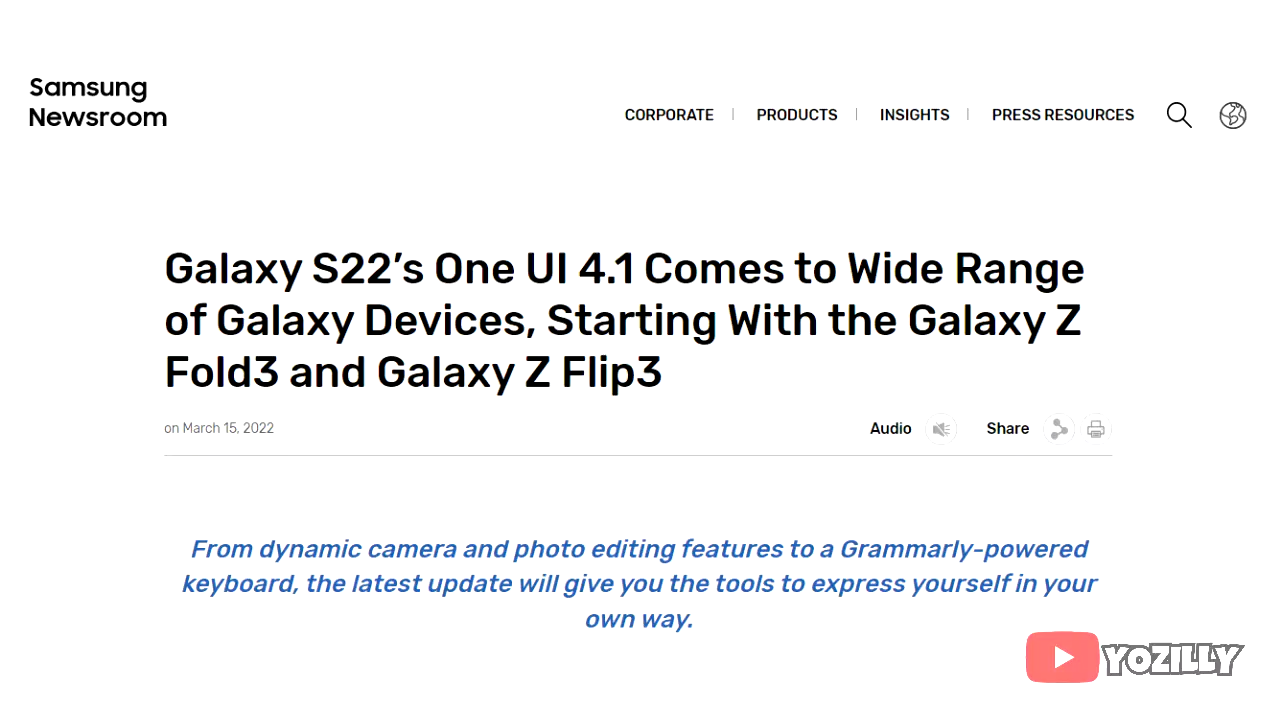 Samsung
Newsroom
CORPORATE
PRODUCTS
INSIGHTS
PRESS RESOURCES
Galaxy S22’s One UI 4.1 Comes to Wide Range
of Galaxy Devices, Starting With the Galaxy Z
Fold3 and Galaxy Z Flip3
on March 15, 2022
Audio
Share
From dynamic camera and photo editing features to a Grammarly-powered
keyboard, the latest update will give you the tools to express yourself in your
own way.
YOZILLY